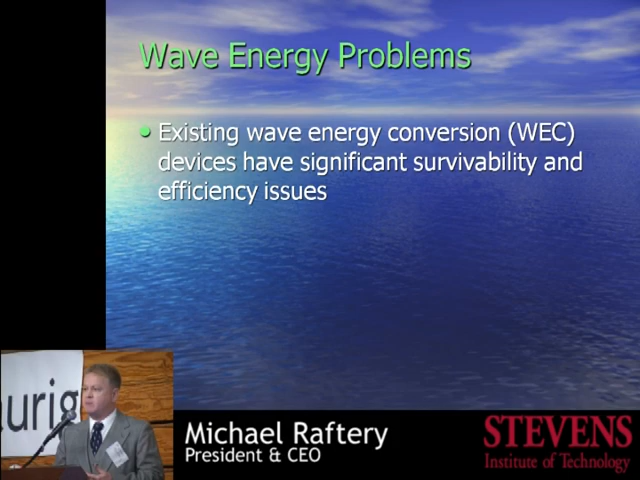 Wave Energy Problems
• Existing wave energy conversion (WEC)
devices have significant survivability and
efficiency issues
aurig
Michael Raftery
President & CEO
STEVENS
Institute of Technology